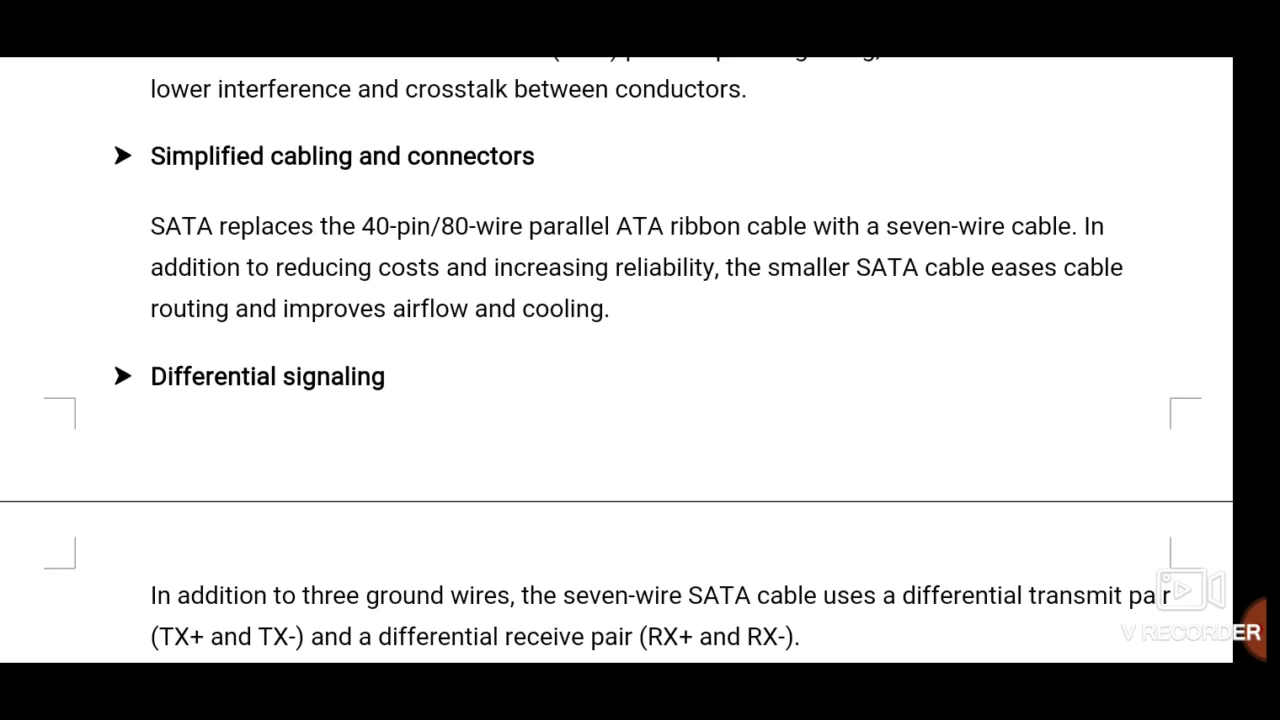 lower interference and crosstalk between conductors.
➤ Simplified cabling and connectors
SATA replaces the 40-pin/80-wire parallel ATA ribbon cable with a seven-wire cable. In
addition to reducing costs and increasing reliability, the smaller SATA cable eases cable
routing and improves airflow and cooling.
➤ Differential signaling
In addition to three ground wires, the seven-wire SATA cable uses a differential transmit pair
(TX+ and TX-) and a differential receive pair (RX+ and RX-).
V RECORDER